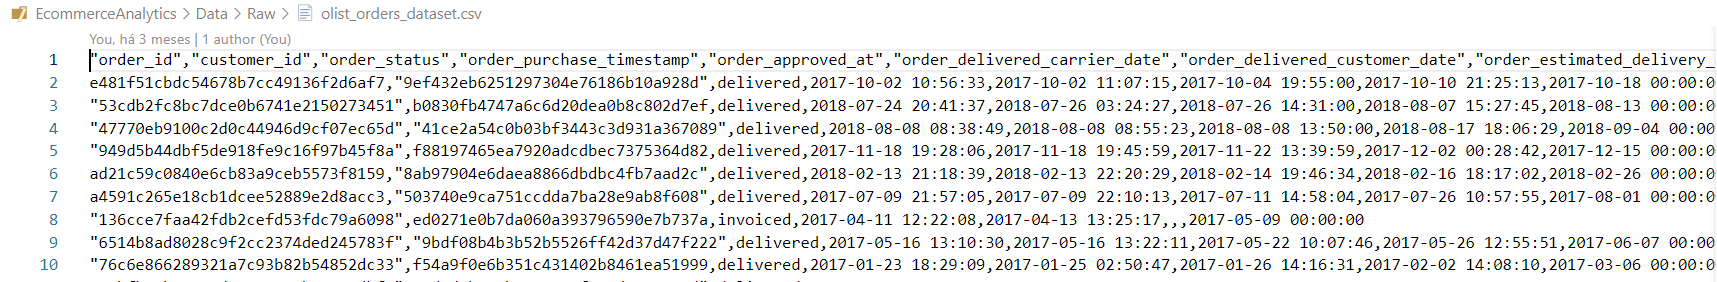 EcommerceAnalytics > Data > Raw > olist_orders_dataset.csv
You, há 3 meses | 1 author (You)
1 "order_id","customer_id","order_status","order_purchase_timestamp","order_approved_at","order_delivered_carrier_date","order_delivered_customer_date","order_estimated_delivery_
2 e481f51cbdc54678b7cc49136f2d6af7,"9ef432eb6251297304e76186b10a928d",delivered,2017-10-02 10:56:33,2017-10-02 11:07:15,2017-10-04 19:55:00,2017-10-10 21:25:13,2017-10-18 00:00:0
3 "53cdb2fc8bc7dce0b6741e2150273451",b0830fb4747a6c6d20dea0b8c802d7ef,delivered,2018-07-24 20:41:37,2018-07-26 03:24:27,2018-07-26 14:31:00,2018-08-07 15:27:45,2018-08-13 00:00:0
4 "47770eb9100c2d0c44946d9cf07ec65d","41ce2a54c0b03bf3443c3d931a367089",delivered,2018-08-08 08:38:49,2018-08-08 08:55:23,2018-08-08 13:50:00,2018-08-17 18:06:29,2018-09-04 00:00
5 "949d5b44dbf5de918fe9c16f97b45f8a",f88197465ea7920adcdbec7375364d82,delivered,2017-11-18 19:28:06,2017-11-18 19:45:59,2017-11-22 13:39:59,2017-12-02 00:28:42,2017-12-15 00:00:0
6 ad21c59c0840e6cb83a9ceb5573f8159,"8ab97904e6daea8866dbdbc4fb7aad2c",delivered,2018-02-13 21:18:39,2018-02-13 22:20:29,2018-02-14 19:46:34,2018-02-16 18:17:02,2018-02-26 00:00:0
7 a4591c265e18cb1dcee52889e2d8acc3,"503740e9ca751ccdda7ba28e9ab8f608",delivered,2017-07-09 21:57:05,2017-07-09 22:10:13,2017-07-11 14:58:04,2017-07-26 10:57:55,2017-08-01 00:00:0
8 "136cce7faa42fdb2cefd53fdc79a6098",ed0271e0b7da060a393796590e7b737a,invoiced,2017-04-11 12:22:08,2017-04-13 13:25:17,,,2017-05-09 00:00:00
9 "6514b8ad8028c9f2cc2374ded245783f","9bdf08b4b3b52b5526ff42d37d47f222",delivered,2017-05-16 13:10:30,2017-05-16 13:22:11,2017-05-22 10:07:46,2017-05-26 12:55:51,2017-06-07 00:00
10 "76c6e866289321a7c93b82b54852dc33",f54a9f0e6b351c431402b8461ea51999,delivered,2017-01-23 18:29:09,2017-01-25 02:50:47,2017-01-26 14:16:31,2017-02-02 14:08:10,2017-03-06 00:00:0